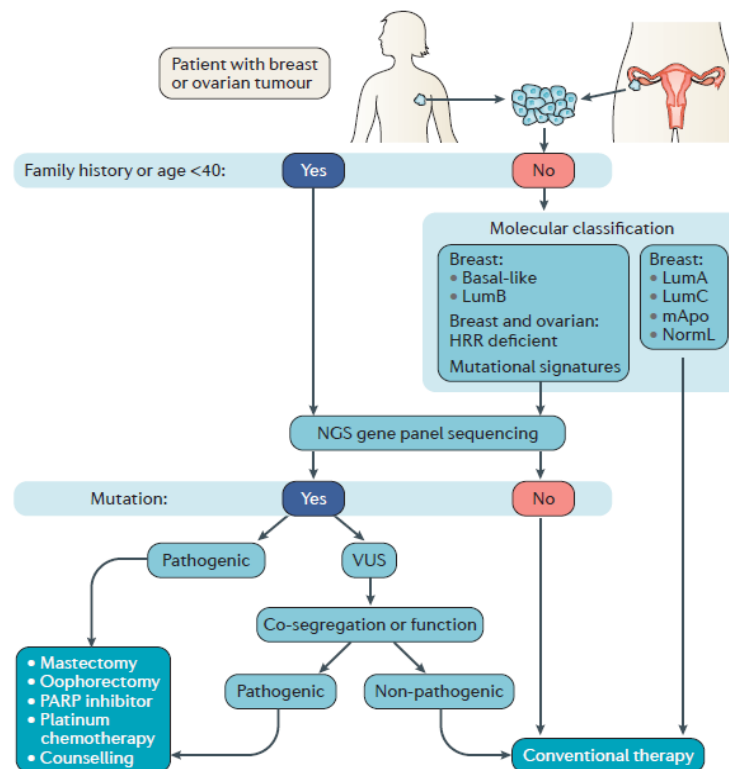 Patient with breast
or ovarian tumour
Family history or age <40:
Yes
No
Molecular classification
Breast:
• Basal-like
• LumB
Breast and ovarian:
HRR deficient
Mutational signatures
Breast:
• LumA
• LumC
• mApo
• NormL
NGS gene panel sequencing
Mutation:
Yes
No
Pathogenic
VUS
Co-segregation or function
• Mastectomy
• Oophorectomy
• PARP inhibitor
• Platinum
chemotherapy
• Counselling
Pathogenic
Non-pathogenic
Conventional therapy